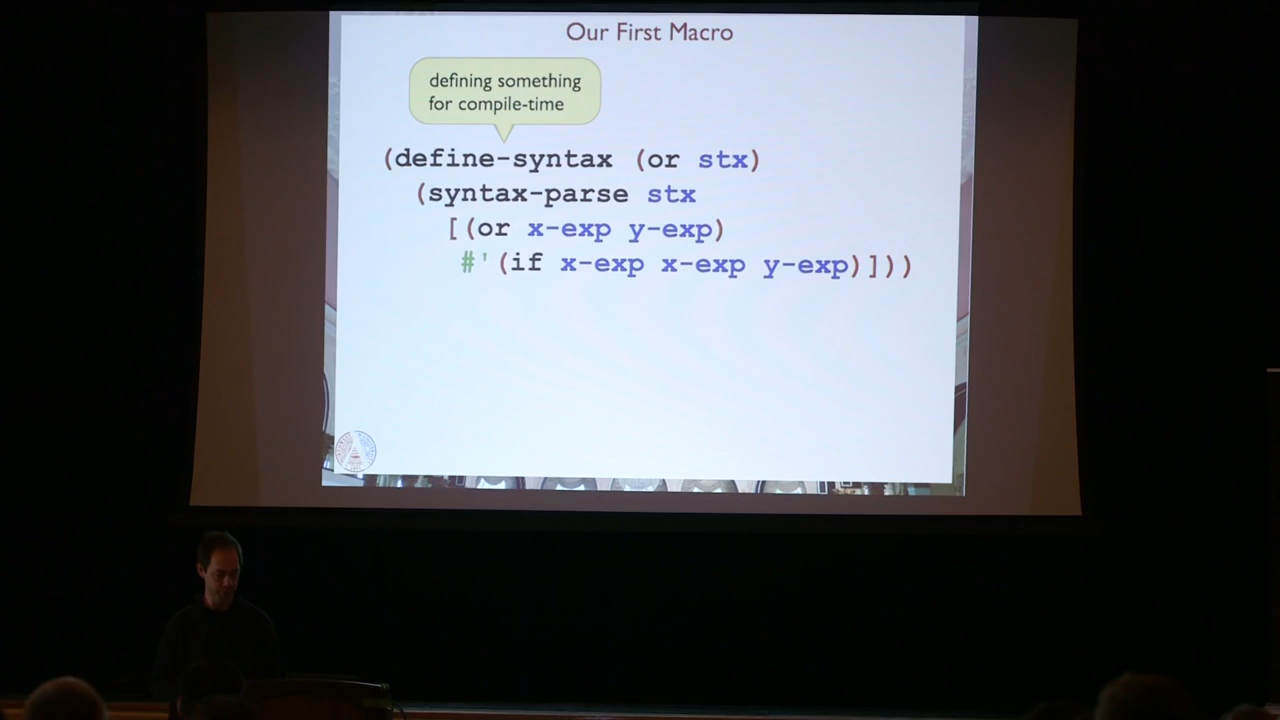 Our First Macro
defining something
for compile-time
(define-syntax (or stx)
(syntax-parse stx
[(or x-exp y-exp)
#'(if x-exp x-exp y-exp)]))